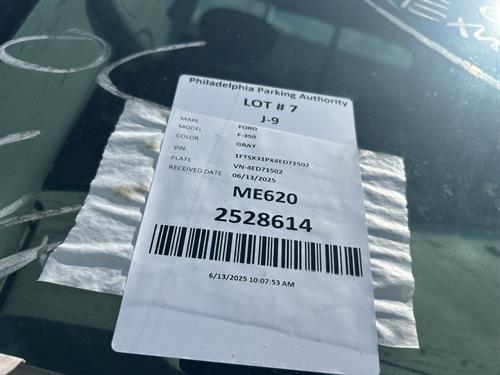 Philadelphia Parking Authority
LOT # 7
J-9
MAKE FORD
MODEL F-350
COLOR GRAY
VIN 1FTSX31PX4ED71502
PLATE VN-4ED71502
RECEIVED DATE 06/13/2025
ME620
2528614
6/13/2025 10:07:53 AM